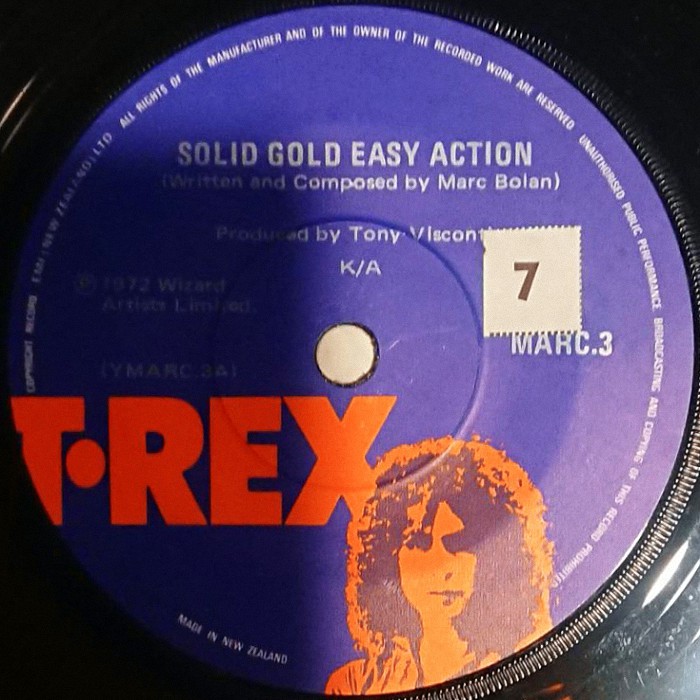 COPYRIGHT RECORD E.M.I (NEW ZEALAND) LTD ALL RIGHTS OF THE MANUFACTURER AND OF THE OWNER OF THE RECORDED WORK ARE RESERVED UNAUTHORISED PUBLIC PERFORMANCE BROADCASTING AND COPYING OF THIS RECORD PROHIBITED
SOLID GOLD EASY ACTION
(Written and Composed by Marc Bolan)
Produced by Tony Visconti
K/A
7
℗ 1972 Wizard
Artists Limited.
MARC.3
(YMARC.3A)
T·REX
MADE IN NEW ZEALAND